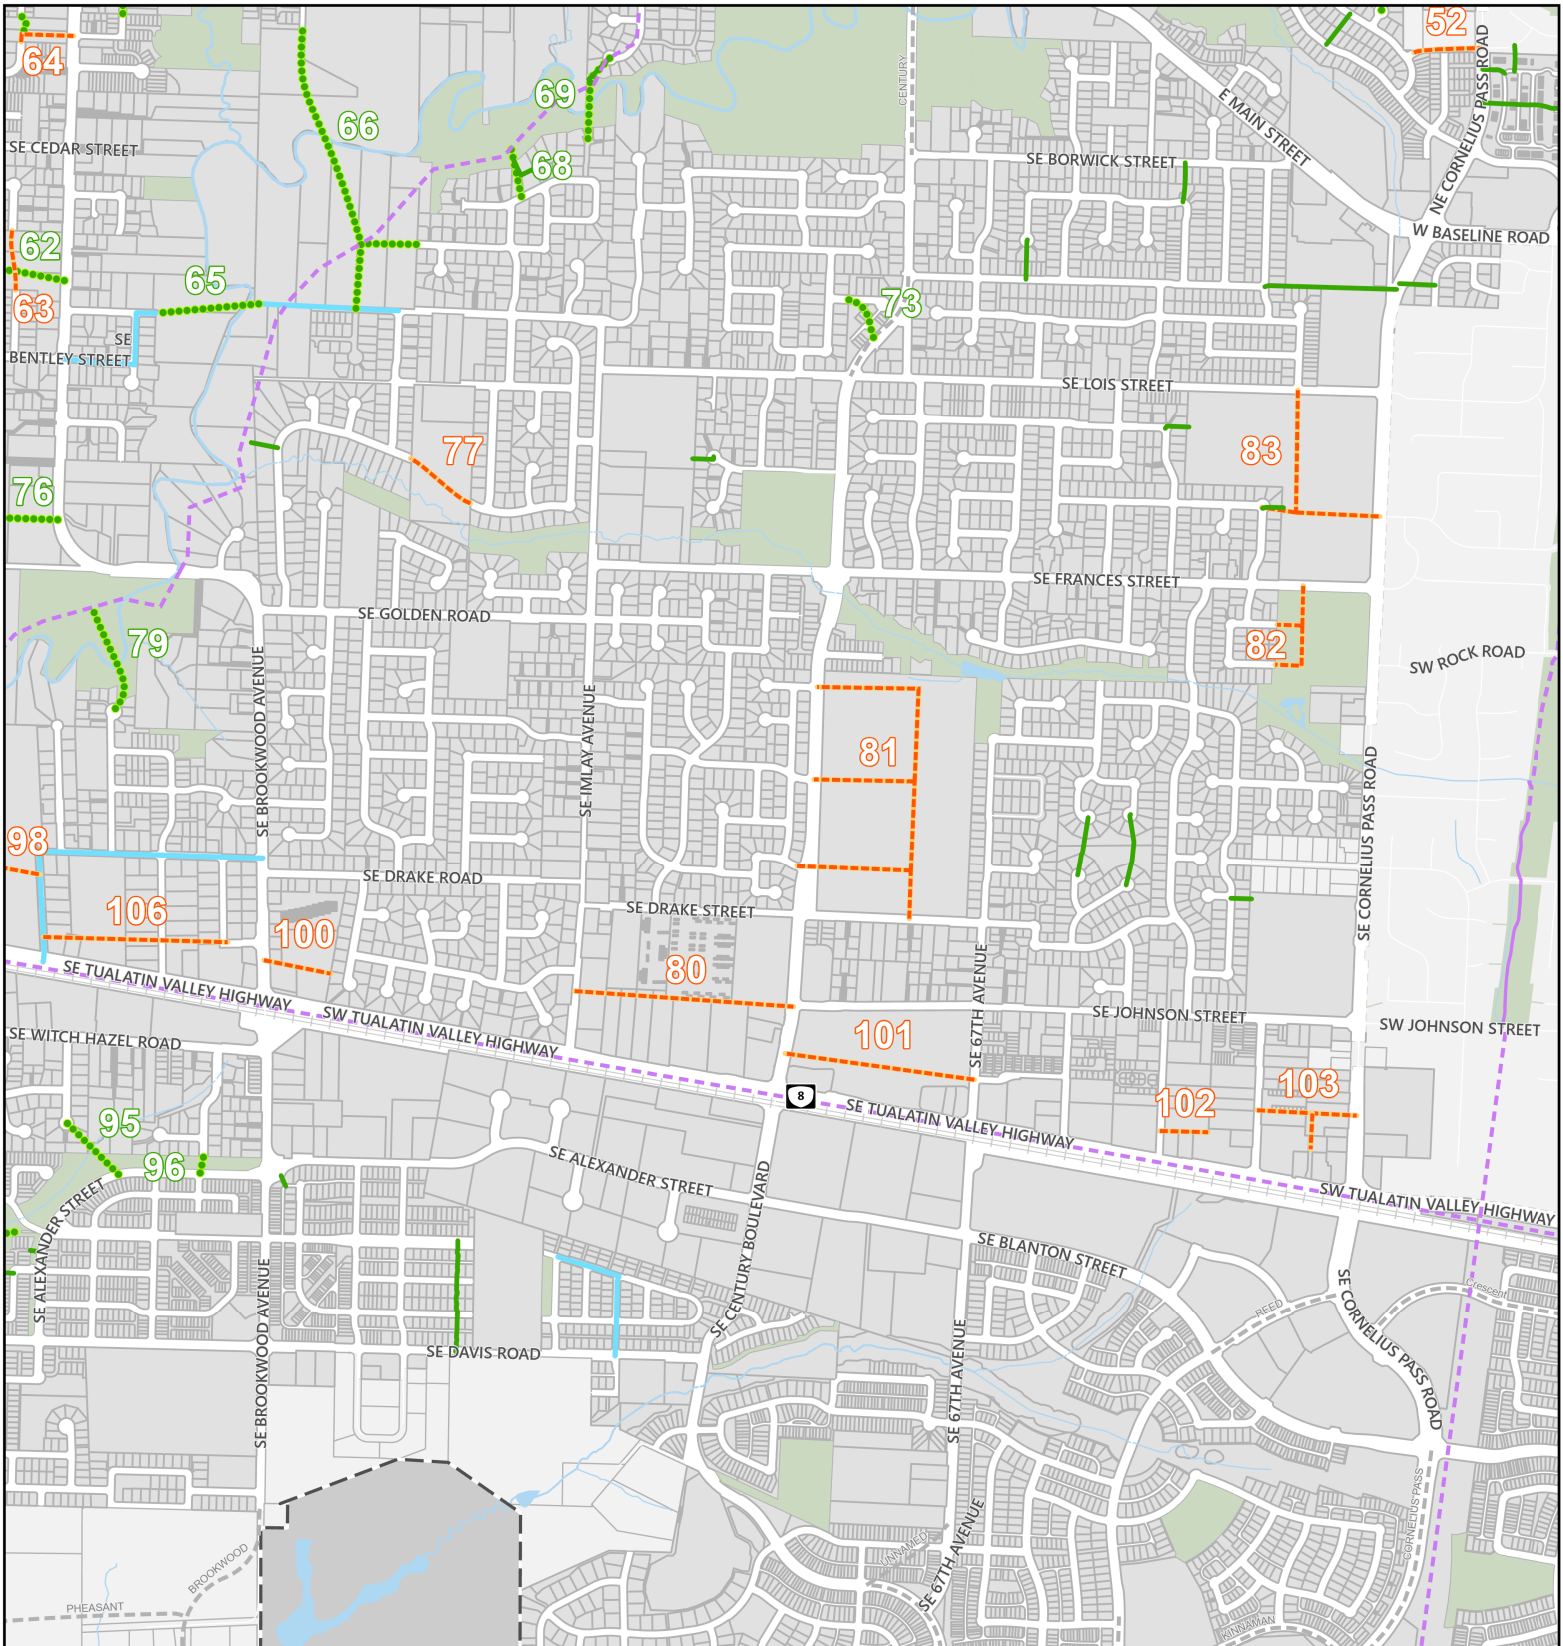 52
64
CENTURY
NE CORNELIUS PASS ROAD
69
E MAIN STREET
66
SE CEDAR STREET
SE BORWICK STREET
68
W BASELINE ROAD
62
65
63
73
SE
BENTLEY STREET
SE LOIS STREET
77
83
76
SE FRANCES STREET
SE GOLDEN ROAD
79
82
SW ROCK ROAD
SE BROOKWOOD AVENUE
SE IMLAY AVENUE
81
SE CORNELIUS PASS ROAD
98
SE DRAKE ROAD
106
SE DRAKE STREET
100
80
SE TUALATIN VALLEY HIGHWAY
SE 67TH AVENUE
SW TUALATIN VALLEY HIGHWAY
SE JOHNSON STREET
SW JOHNSON STREET
SE WITCH HAZEL ROAD
101
8
103
102
SE TUALATIN VALLEY HIGHWAY
95
96
SE ALEXANDER STREET
SE ALEXANDER STREET
SW TUALATIN VALLEY HIGHWAY
SE CENTURY BOULEVARD
SE BLANTON STREET
SE BROOKWOOD AVENUE
SE CORNELIUS PASS ROAD
REED
Crescent
SE DAVIS ROAD
SE 67TH AVENUE
CORNELIUS PASS
SE 67TH AVENUE
UNNAMED
BROOKWOOD
PHEASANT
KINNAMAN